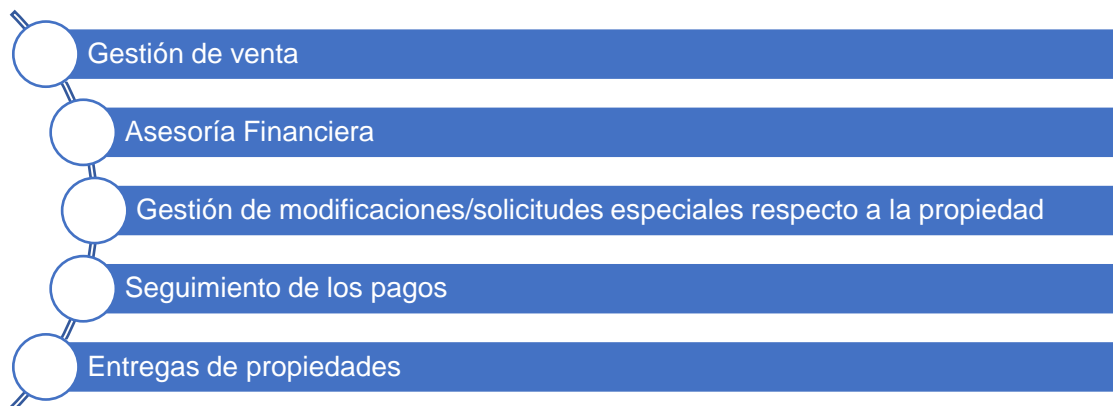 Gestión de venta
Asesoría Financiera
Gestión de modificaciones/solicitudes especiales respecto a la propiedad
Seguimiento de los pagos
Entregas de propiedades